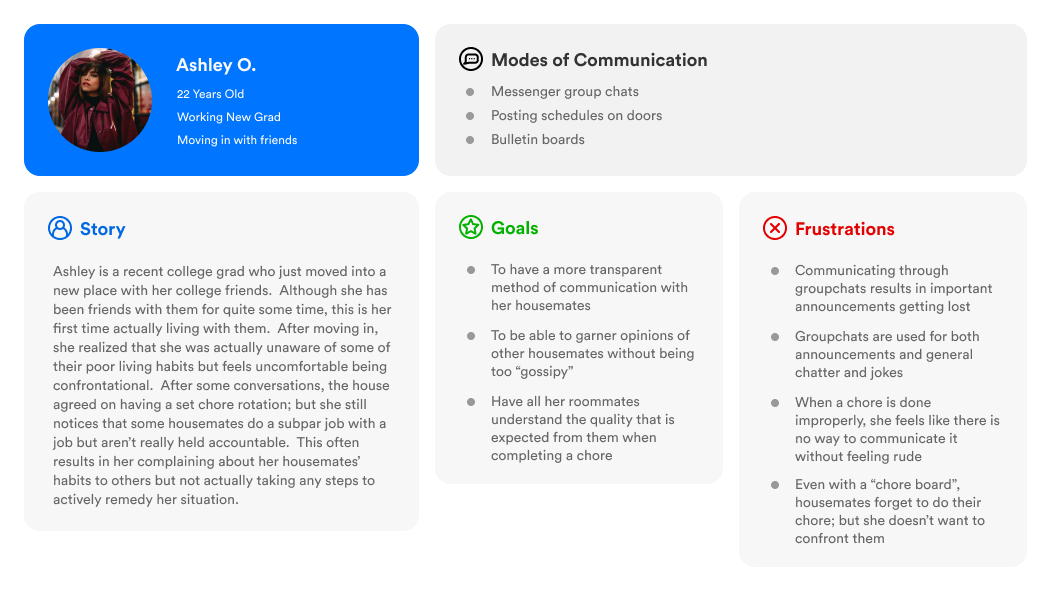 Ashley O.
22 Years Old
Working New Grad
Moving in with friends
Modes of Communication
Messenger group chats
Posting schedules on doors
Bulletin boards
Story
Ashley is a recent college grad who just moved into a
new place with her college friends.  Although she has
been friends with them for quite some time, this is her
first time actually living with them.  After moving in,
she realized that she was actually unaware of some of
their poor living habits but feels uncomfortable being
confrontational.  After some conversations, the house
agreed on having a set chore rotation; but she still
notices that some housemates do a subpar job with a
job but aren’t really held accountable.  This often
results in her complaining about her housemates’
habits to others but not actually taking any steps to
actively remedy her situation.
Goals
To have a more transparent
method of communication with
her housemates
To be able to garner opinions of
other housemates without being
too “gossipy”
Have all her roommates
understand the quality that is
expected from them when
completing a chore
Frustrations
Communicating through
groupchats results in important
announcements getting lost
Groupchats are used for both
announcements and general
chatter and jokes
When a chore is done
improperly, she feels like there is
no way to communicate it
without feeling rude
Even with a “chore board”,
housemates forget to do their
chore; but she doesn’t want to
confront them